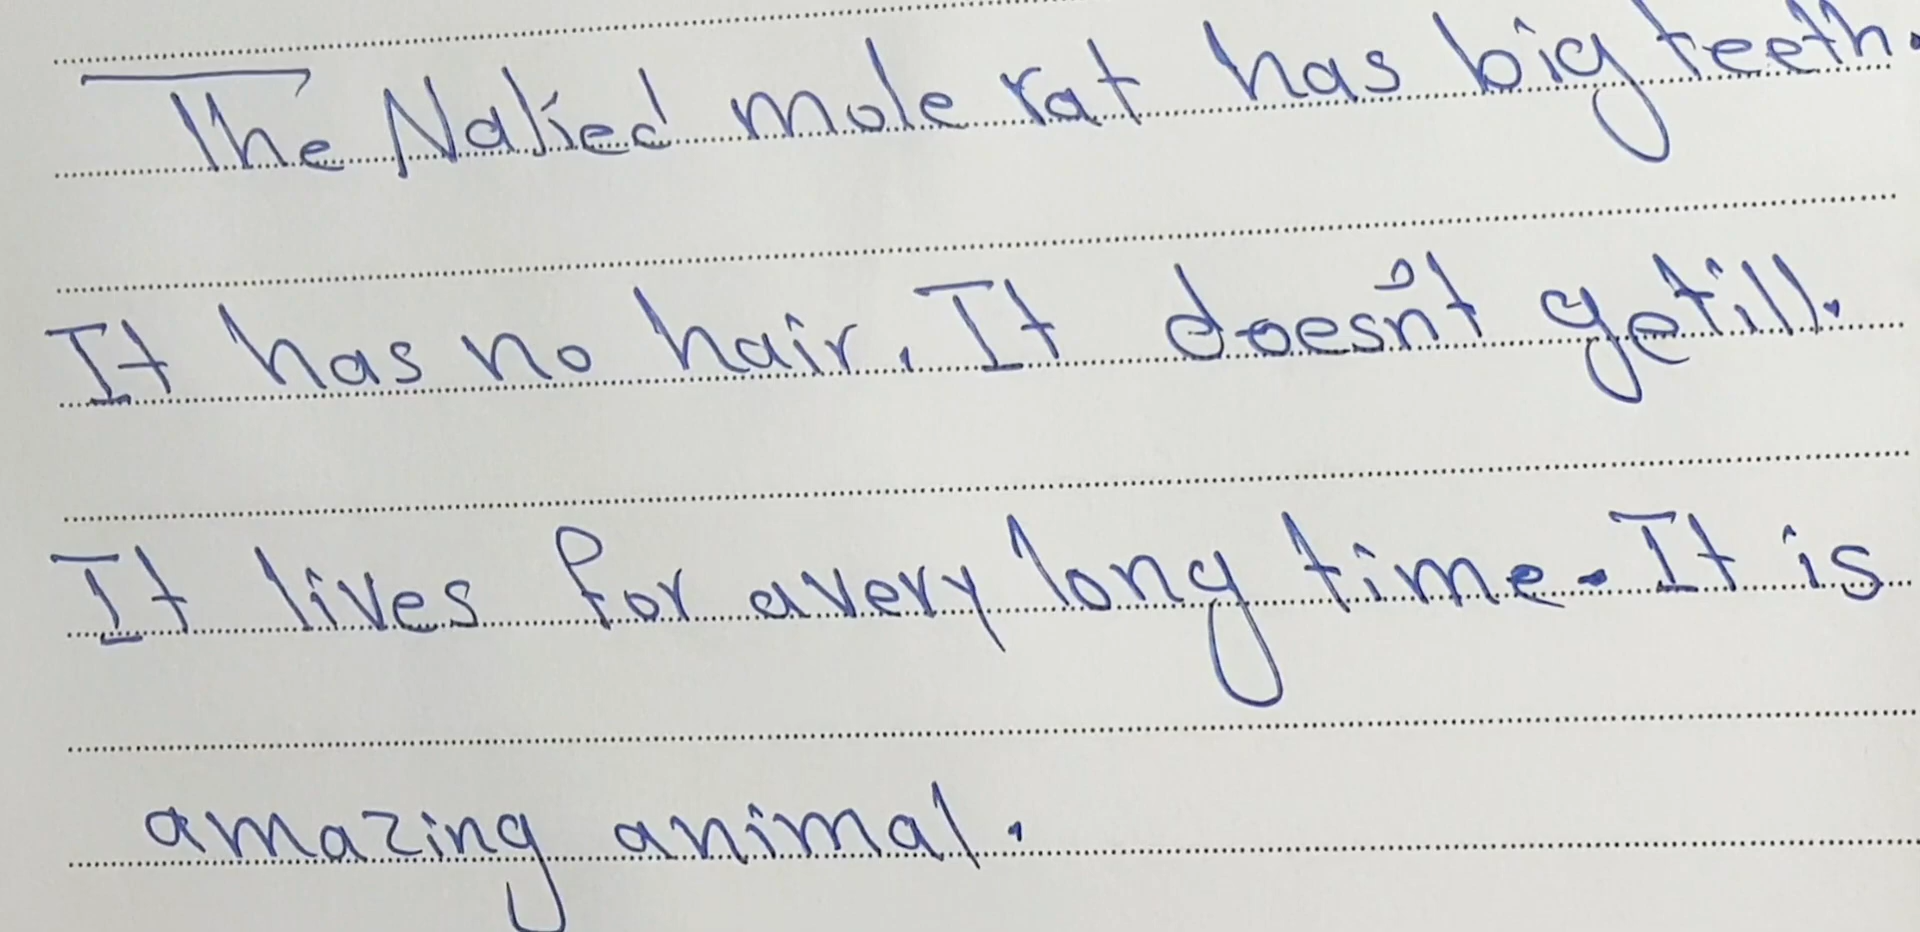 The Naked mole rat has big teeth.
It has no hair. It doesn't get ill.
It lives for a very long time. It is
amazing animal.